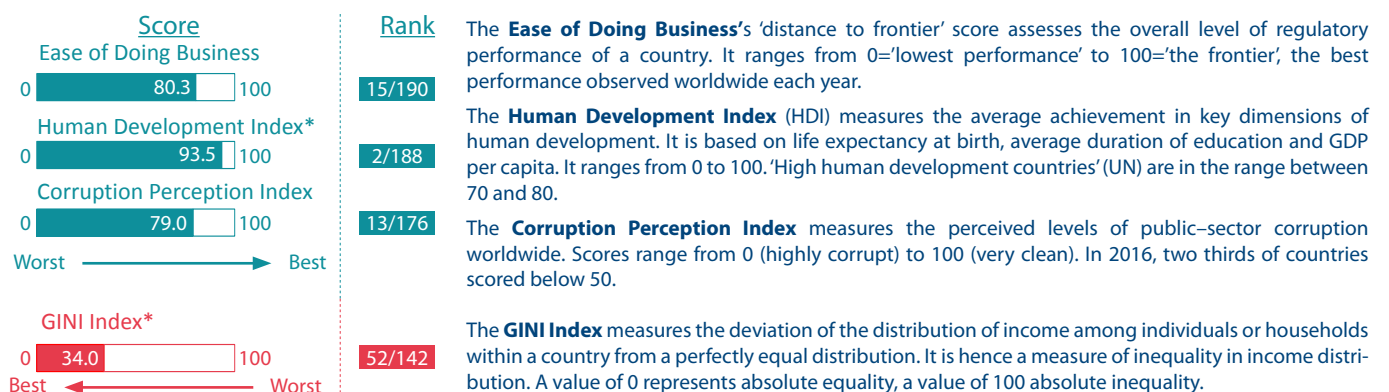 Score
Rank
Ease of Doing Business
0 80.3 100
15/190
Human Development Index*
0 93.5 100
2/188
Corruption Perception Index
0 79.0 100
13/176
Worst Best
GINI Index*
0 34.0 100
52/142
Best Worst
The Ease of Doing Business’s ‘distance to frontier’ score assesses the overall level of regulatory
performance of a country. It ranges from 0=’lowest performance’ to 100=’the frontier’, the best
performance observed worldwide each year.
The Human Development Index (HDI) measures the average achievement in key dimensions of
human development. It is based on life expectancy at birth, average duration of education and GDP
per capita. It ranges from 0 to 100. ‘High human development countries’ (UN) are in the range between
70 and 80.
The Corruption Perception Index measures the perceived levels of public–sector corruption
worldwide. Scores range from 0 (highly corrupt) to 100 (very clean). In 2016, two thirds of countries
scored below 50.
The GINI Index measures the deviation of the distribution of income among individuals or households
within a country from a perfectly equal distribution. It is hence a measure of inequality in income distri-
bution. A value of 0 represents absolute equality, a value of 100 absolute inequality.